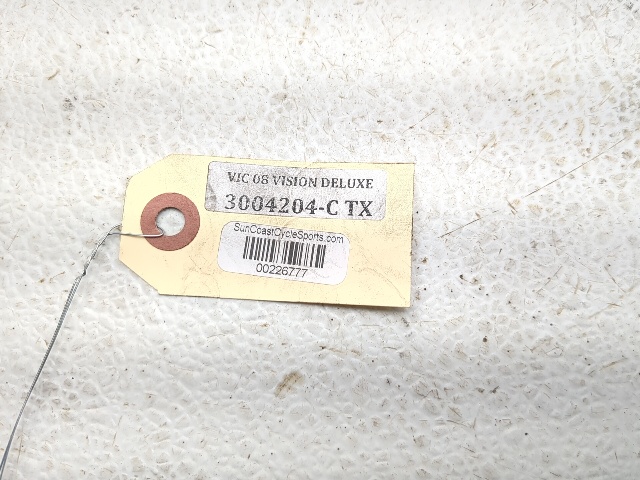 VIC 08 VISION DELUXE
3004204-C TX
SunCoastCycleSports.com
00226777